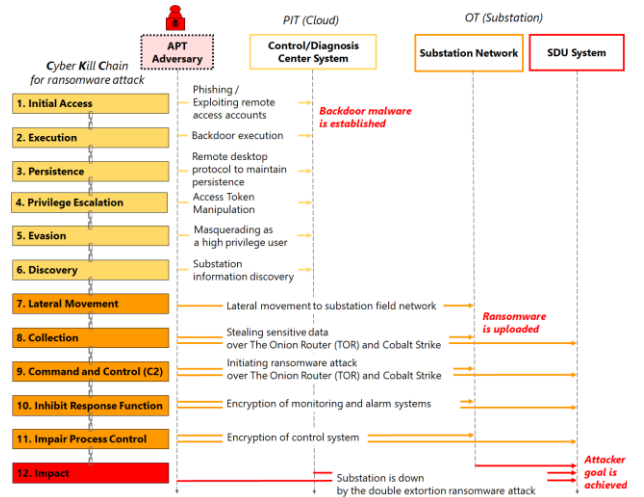 PIT (Cloud)
OT (Substation)
Cyber Kill Chain
for ransomware attack
APT
Adversary
Control/Diagnosis
Center System
Substation Network
SDU System
1. Initial Access
Phishing /
Exploiting remote
access accounts
Backdoor malware
is established
2. Execution
Backdoor execution
3. Persistence
Remote desktop
protocol to maintain
persistence
4. Privilege Escalation
Access Token
Manipulation
5. Evasion
Masquerading as
a high privilege user
6. Discovery
Substation
information discovery
7. Lateral Movement
Lateral movement to substation field network
Ransomware
is uploaded
8. Collection
Stealing sensitive data
over The Onion Router (TOR) and Cobalt Strike
9. Command and Control (C2)
Initiating ransomware attack
over The Onion Router (TOR) and Cobalt Strike
10. Inhibit Response Function
Encryption of monitoring and alarm systems
11. Impair Process Control
Encryption of control system
12. Impact
Substation is down
by the double extortion ransomware attack
Attacker
goal is
achieved